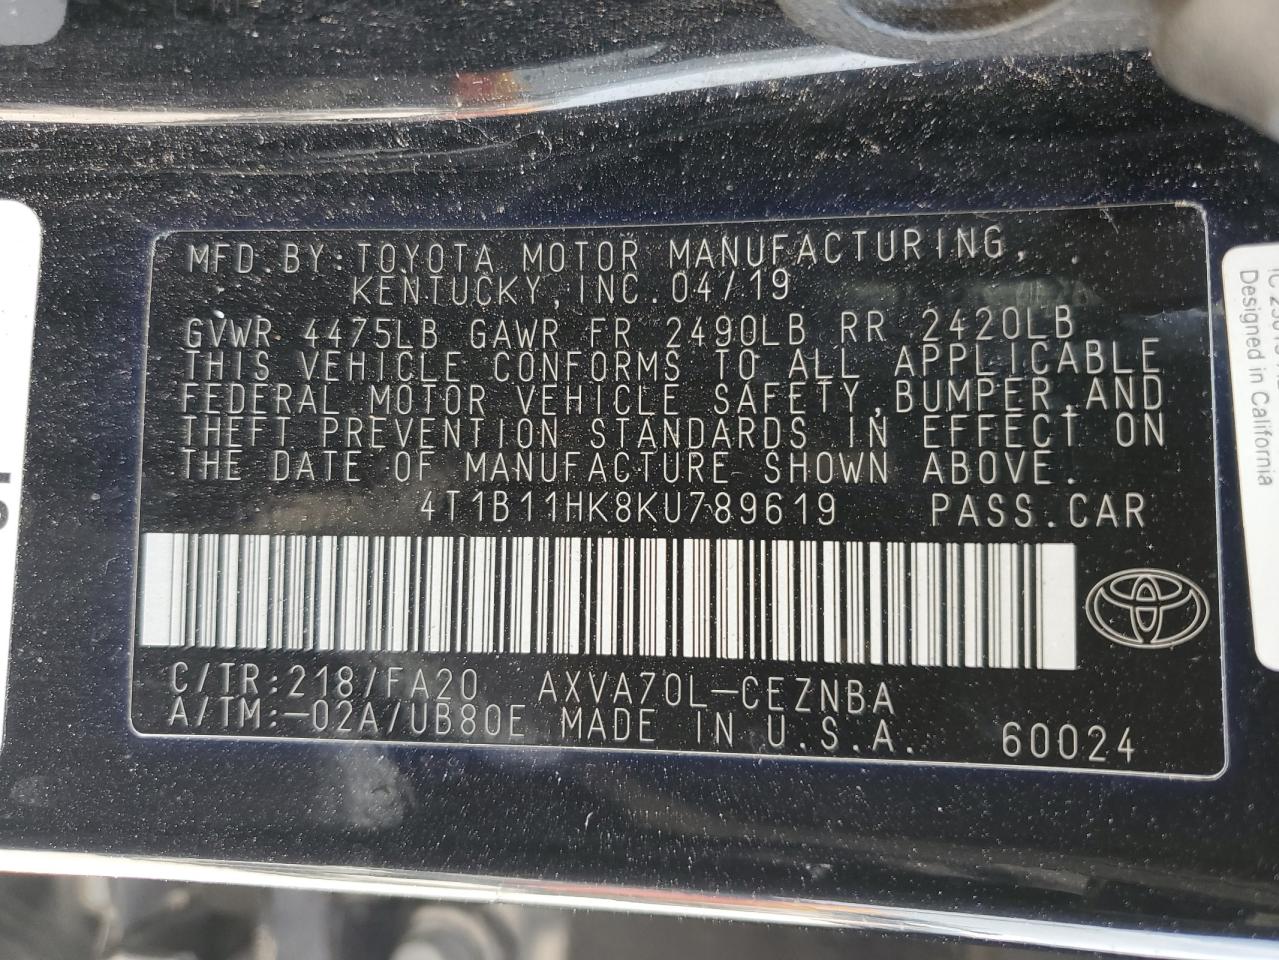 MFD.BY:TOYOTA MOTOR MANUFACTURING,
KENTUCKY,INC.04/19
GVWR 4475LB GAWR FR 2490LB RR 2420LB
THIS VEHICLE CONFORMS TO ALL APPLICABLE
FEDERAL MOTOR VEHICLE SAFETY,BUMPER,AND
THEFT PREVENTION STANDARDS IN EFFECT ON
THE DATE OF MANUFACTURE SHOWN ABOVE.
4T1B11HK8KU789619 PASS.CAR
C/TR:218/FA20 AXVA70L-CEZNBA
A/TM:-02A/UB80E MADE IN U.S.A. 60024
Designed in California